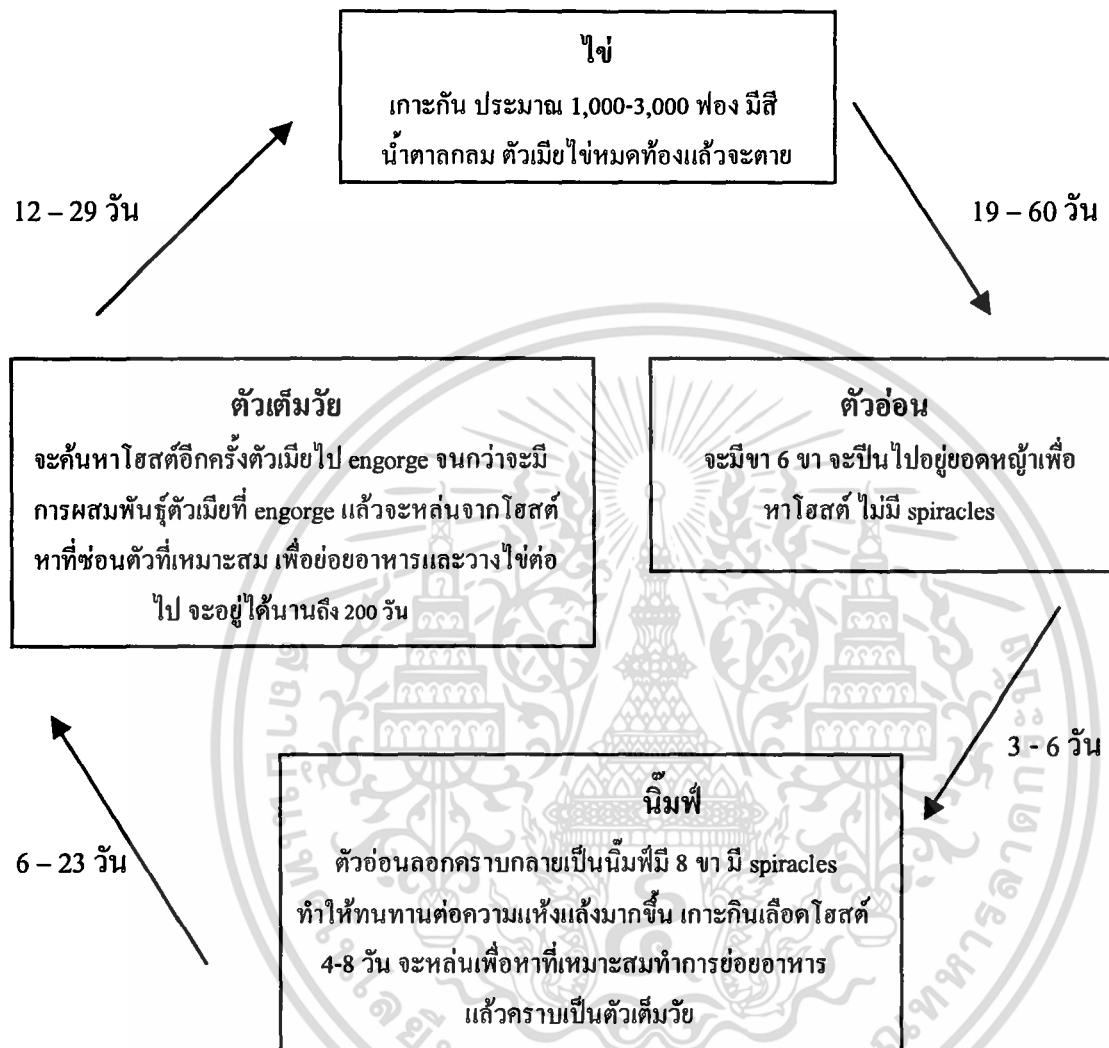 ไข่
เกาะกัน ประมาณ 1,000-3,000 ฟอง มีสี
น้ำตาลกลม ตัวเมียไข่หมดท้องแล้วจะตาย
12 – 29 วัน
19 – 60 วัน
ตัวเต็มวัย
จะค้นหาโฮสต์อีกครั้งตัวเมียไป engorge จนกว่าจะมี
การผสมพันธุ์ตัวเมียที่ engorge แล้วจะหล่นจากโฮสต์
หาที่ซ่อนตัวที่เหมาะสม เพื่อย่อยอาหารและวางไข่ต่อ
ไป จะอยู่ได้นานถึง 200 วัน
ตัวอ่อน
จะมีขา 6 ขา จะปีนไปอยู่ยอดหญ้าเพื่อ
หาโฮสต์ ไม่มี spiracles
3 - 6 วัน
6 – 23 วัน
นิ๊มฟ์
ตัวอ่อนลอกคราบกลายเป็นนิ๊มฟ์มี 8 ขา มี spiracles
ทำให้ทนทานต่อความแห้งแล้งมากขึ้น เกาะกินเลือดโฮสต์
4-8 วัน จะหล่นเพื่อหาที่เหมาะสมทำการย่อยอาหาร
แล้วคราบเป็นตัวเต็มวัย